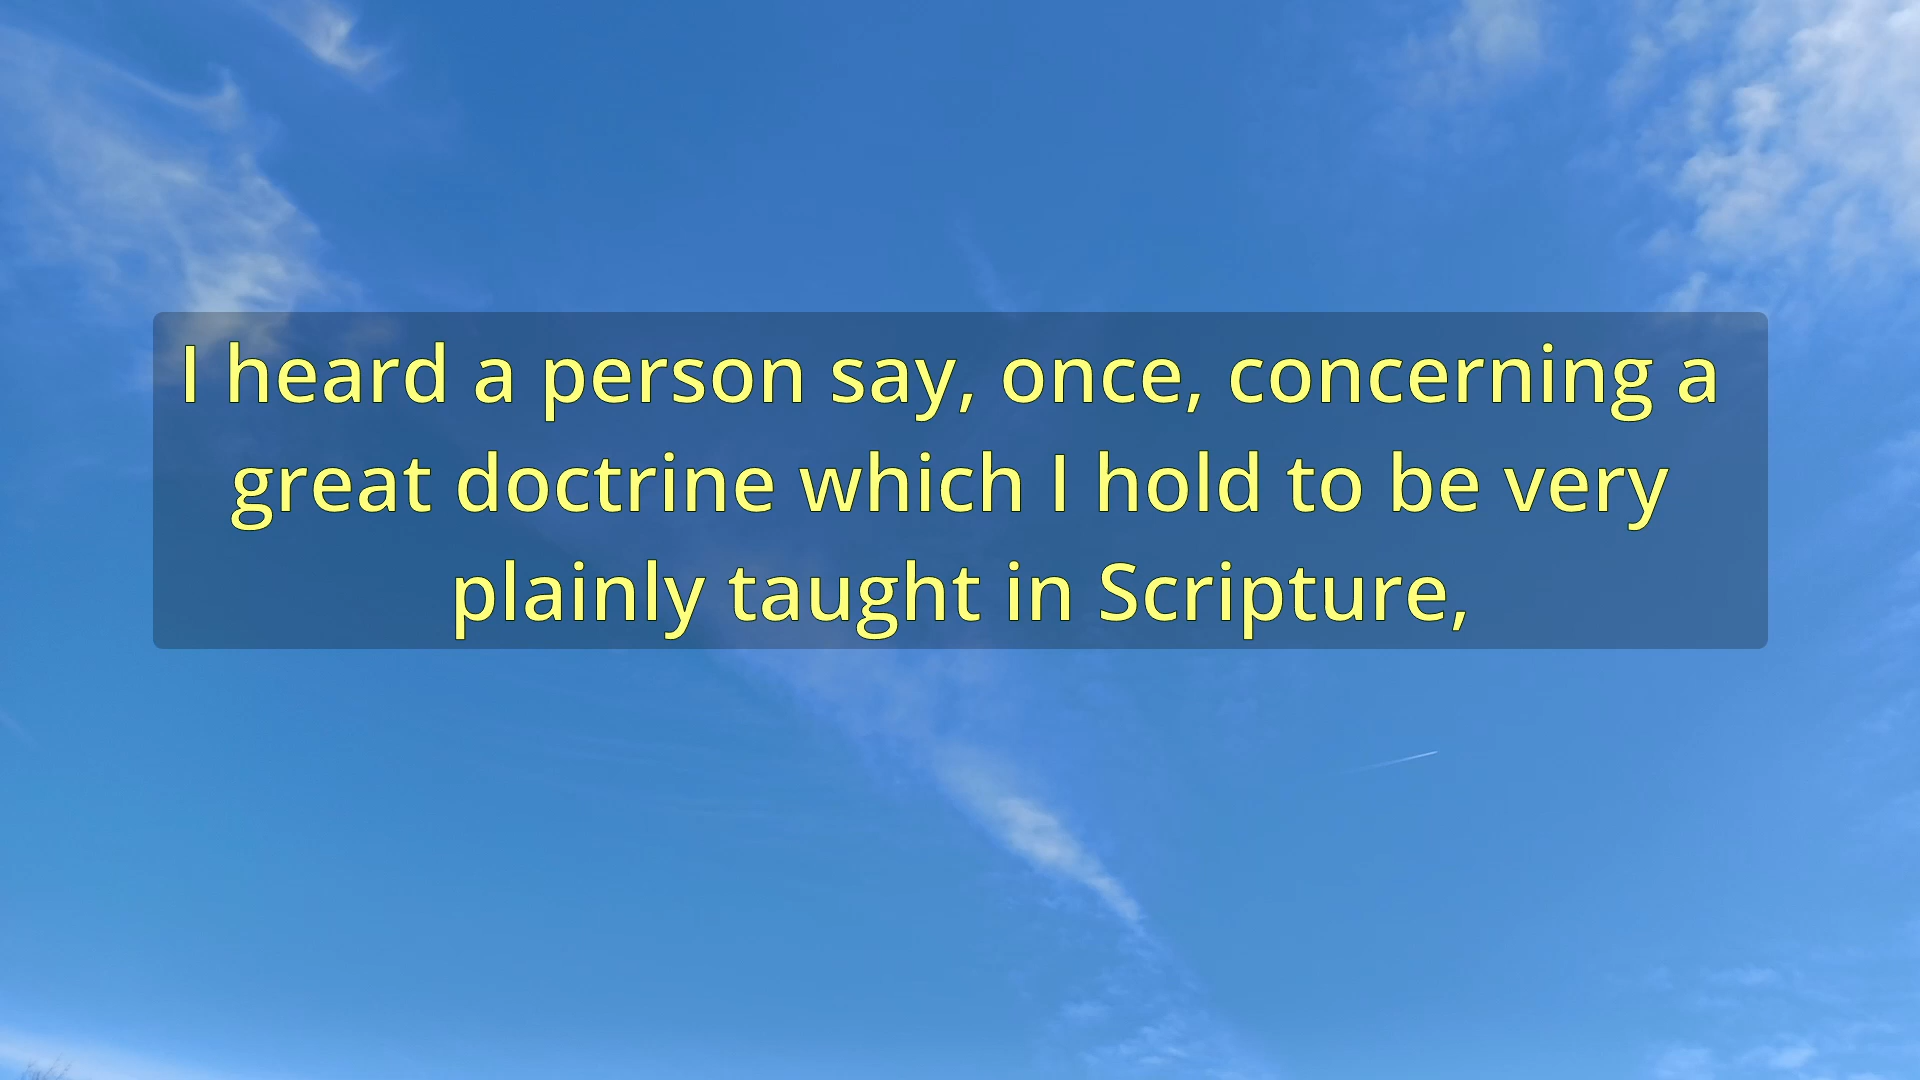 I heard a person say, once, concerning a
great doctrine which I hold to be very
plainly taught in Scripture,